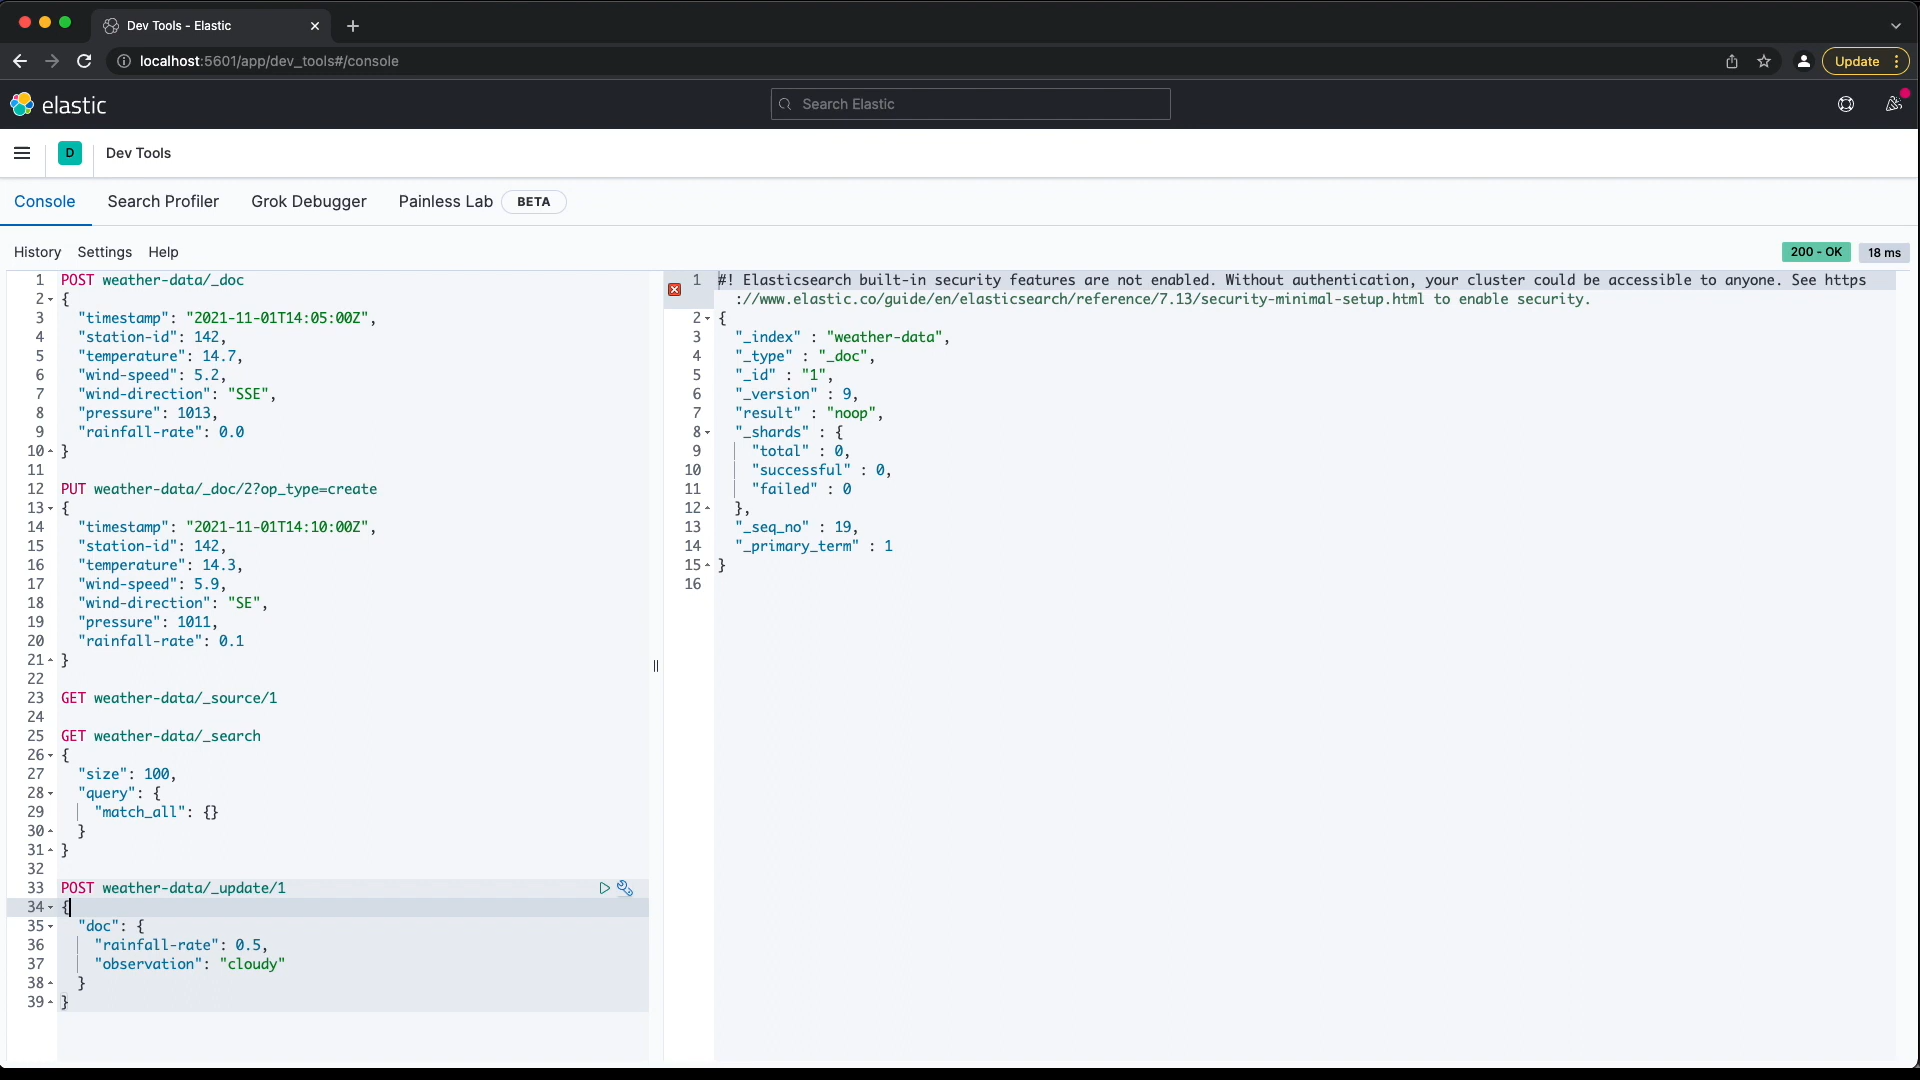 Dev Tools - Elastic
localhost:5601/app/dev_tools#/console
Update
elastic
Search Elastic
D
Dev Tools
Console
Search Profiler
Grok Debugger
Painless Lab
BETA
History
Settings
Help
200 - OK
18 ms
1 POST weather-data/_doc
2 {
3 "timestamp": "2021-11-01T14:05:00Z",
4 "station-id": 142,
5 "temperature": 14.7,
6 "wind-speed": 5.2,
7 "wind-direction": "SSE",
8 "pressure": 1013,
9 "rainfall-rate": 0.0
10 }
11
12 PUT weather-data/_doc/2?op_type=create
13 {
14 "timestamp": "2021-11-01T14:10:00Z",
15 "station-id": 142,
16 "temperature": 14.3,
17 "wind-speed": 5.9,
18 "wind-direction": "SE",
19 "pressure": 1011,
20 "rainfall-rate": 0.1
21 }
22
23 GET weather-data/_source/1
24
25 GET weather-data/_search
26 {
27 "size": 100,
28 "query": {
29 "match_all": {}
30 }
31 }
32
33 POST weather-data/_update/1
34 {
35 "doc": {
36 "rainfall-rate": 0.5,
37 "observation": "cloudy"
38 }
39 }
1 #! Elasticsearch built-in security features are not enabled. Without authentication, your cluster could be accessible to anyone. See https
://www.elastic.co/guide/en/elasticsearch/reference/7.13/security-minimal-setup.html to enable security.
2 {
3 "_index" : "weather-data",
4 "_type" : "_doc",
5 "_id" : "1",
6 "_version" : 9,
7 "result" : "noop",
8 "_shards" : {
9 "total" : 0,
10 "successful" : 0,
11 "failed" : 0
12 },
13 "_seq_no" : 19,
14 "_primary_term" : 1
15 }
16